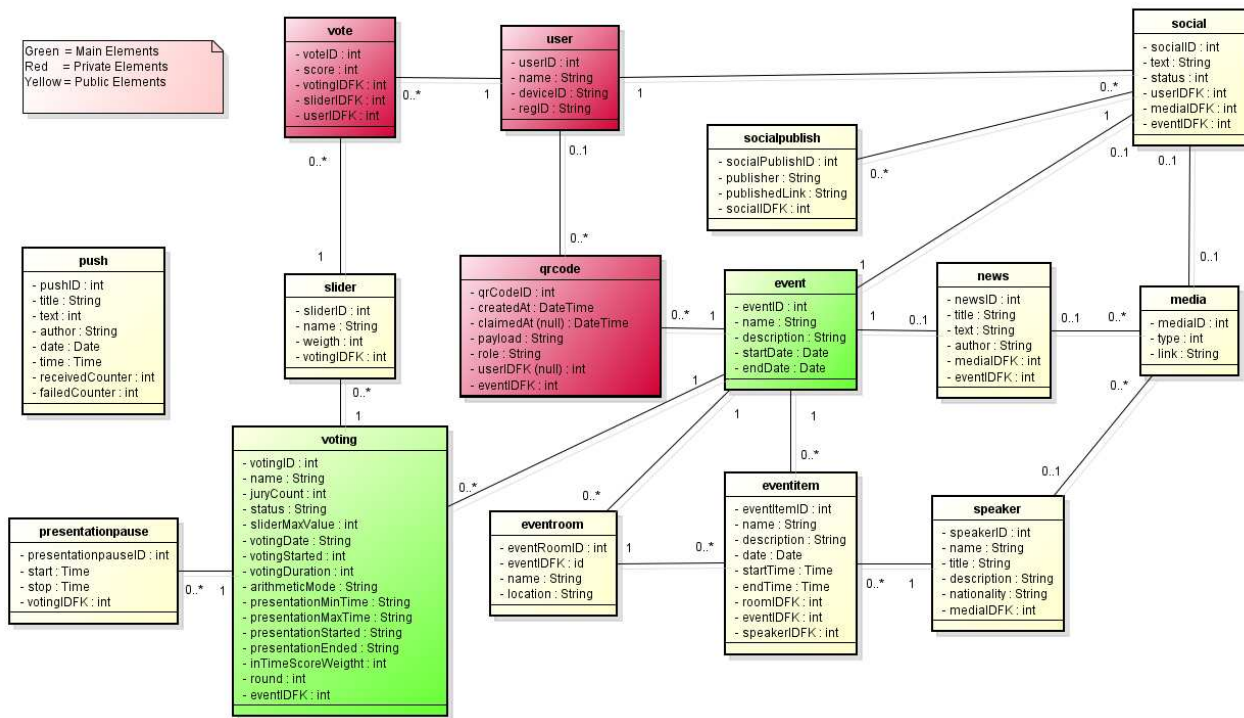 Green = Main Elements
Red = Private Elements
Yellow = Public Elements
vote
- voteID : int
- score : int
- votingIDFK : int
- sliderIDFK : int
- userIDFK : int
user
- userID : int
- name : String
- deviceID : String
- regID : String
social
- socialID : int
- text : String
- status : int
- userIDFK : int
- mediaIDFK : int
- eventIDFK : int
0..*
1
1
0..*
socialpublish
- socialPublishID : int
- publisher : String
- publishedLink : String
- socialIDFK : int
0..*
0..1
1
0..1
0..1
0..*
push
- pushID : int
- title : String
- text : int
- author : String
- date : Date
- time : Time
- receivedCounter : int
- failedCounter : int
1
slider
- sliderID : int
- name : String
- weigth : int
- votingIDFK : int
0..*
qrcode
- qrCodeID : int
- createdAt : DateTime
- claimedAt (null) : DateTime
- payload : String
- role : String
- userIDFK (null) : int
- eventIDFK : int
1
event
- eventID : int
- name : String
- description : String
- startDate : Date
- endDate : Date
news
- newsID : int
- title : String
- text : String
- author : String
- mediaIDFK : int
- eventIDFK : int
0..1
media
- mediaID : int
- type : int
- link : String
0..*
1
1
0..1
0..1
0..*
0..*
1
1
1
1
0..*
voting
- votingID : int
- name : String
- juryCount : int
- status : String
- sliderMaxValue : int
- votingDate : String
- votingStarted : int
- votingDuration : int
- arithmeticMode : String
- presentationMinTime : String
- presentationMaxTime : String
- presentationStarted : String
- presentationEnded : String
- inTimeScoreWeigtht : int
- round : int
- eventIDFK : int
0..*
0..*
0..*
0..1
presentationpause
- presentationpauseID : int
- start : Time
- stop : Time
- votingIDFK : int
0..*
1
eventroom
- eventRoomID : int
- eventIDFK : id
- name : String
- location : String
1
0..*
eventitem
- eventItemID : int
- name : String
- description : String
- date : Date
- startTime : Time
- endTime : Time
- roomIDFK : int
- eventIDFK : int
- speakerIDFK : int
0..*
1
speaker
- speakerID : int
- name : String
- title : String
- description : String
- nationality : String
- mediaIDFK : int